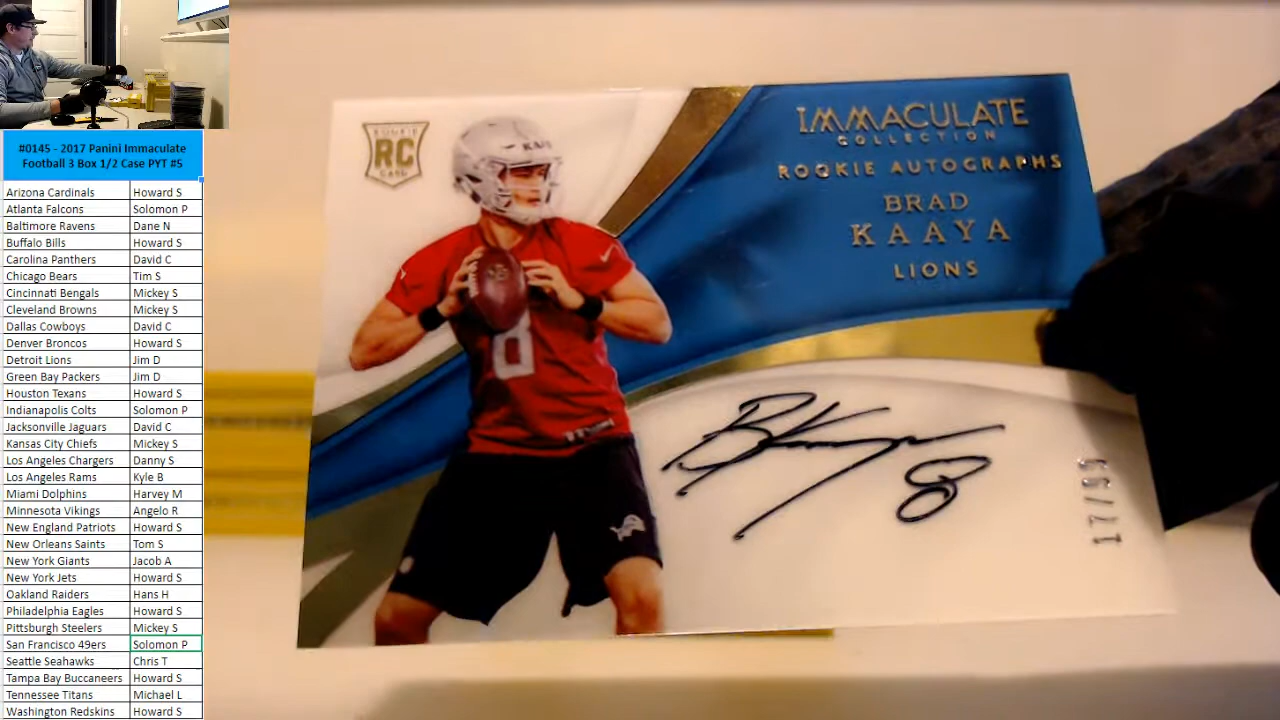 #0145 - 2017 Panini Immaculate
Football 3 Box 1/2 Case PYT #5
Arizona Cardinals Howard S
Atlanta Falcons Solomon P
Baltimore Ravens Dane N
Buffalo Bills Howard S
Carolina Panthers David C
Chicago Bears Tim S
Cincinnati Bengals Mickey S
Cleveland Browns Mickey S
Dallas Cowboys David C
Denver Broncos Howard S
Detroit Lions Jim D
Green Bay Packers Jim D
Houston Texans Howard S
Indianapolis Colts Solomon P
Jacksonville Jaguars David C
Kansas City Chiefs Mickey S
Los Angeles Chargers Danny S
Los Angeles Rams Kyle B
Miami Dolphins Harvey M
Minnesota Vikings Angelo R
New England Patriots Howard S
New Orleans Saints Tom S
New York Giants Jacob A
New York Jets Howard S
Oakland Raiders Hans H
Philadelphia Eagles Howard S
Pittsburgh Steelers Mickey S
San Francisco 49ers Solomon P
Seattle Seahawks Chris T
Tampa Bay Buccaneers Howard S
Tennessee Titans Michael L
Washington Redskins Howard S
ROOKIE
RC
CARD
8
IMMACULATE
COLLECTION
ROOKIE AUTOGRAPHS
BRAD
KAAYA
LIONS
8
17/99